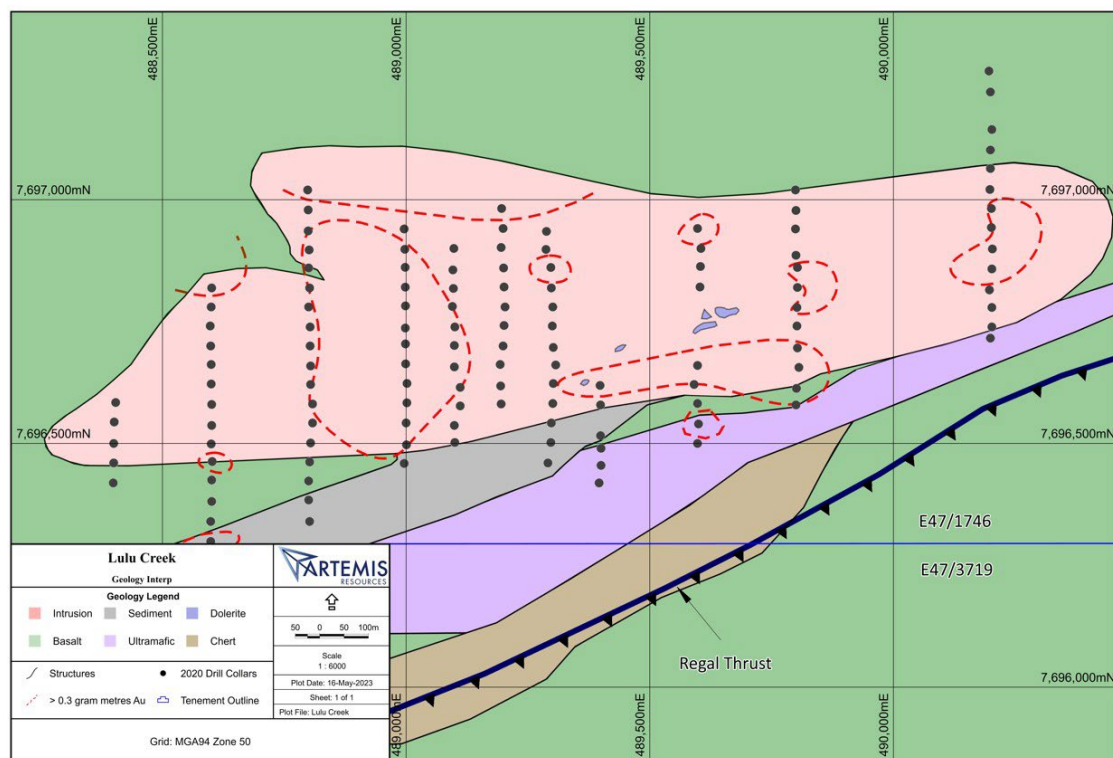 488,500mE
489,000mE
489,500mE
490,000mE
7,697,000mN
7,697,000mN
7,696,500mN
7,696,500mN
E47/1746
E47/3719
Regal Thrust
7,696,000mN
489,000mE
489,500mE
490,000mE
Lulu Creek
Geology Interp
Geology Legend
Intrusion
Sediment
Dolerite
Basalt
Ultramafic
Chert
Structures
2020 Drill Collars
> 0.3 gram metres Au
Tenement Outline
Grid: MGA94 Zone 50
ARTEMIS
RESOURCES
50 0 50 100m
Scale
1 : 6000
Plot Date: 16-May-2023
Sheet: 1 of 1
Plot File: Lulu Creek